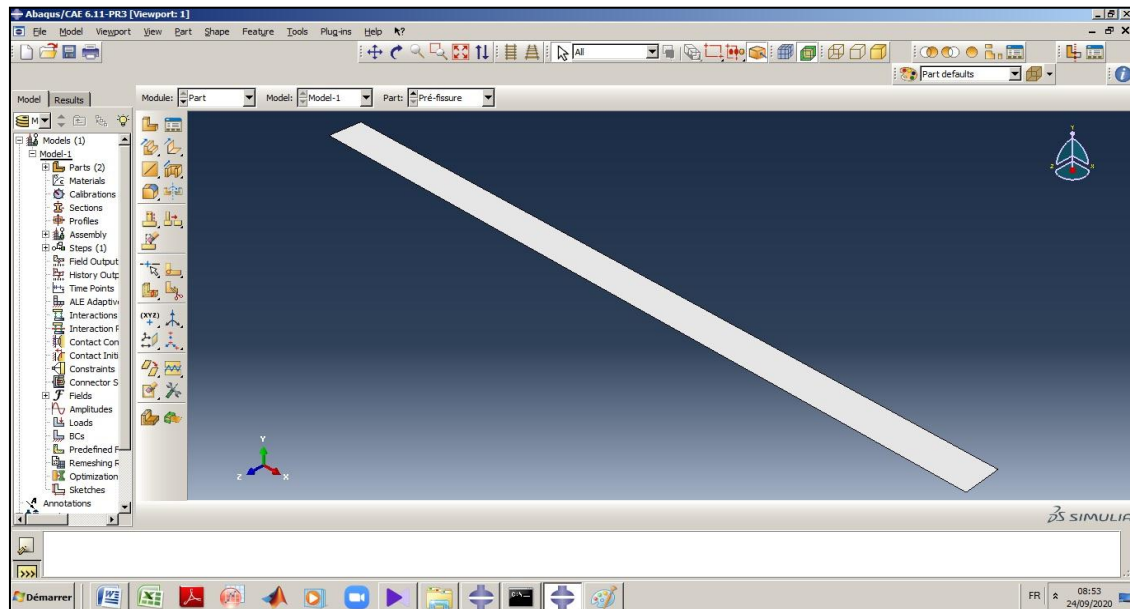 Abaqus/CAE 6.11-PR3 [Viewport: 1]
File Model Viewport View Part Shape Feature Tools Plug-ins Help
All
Part defaults
Model Results Module: Part Model: Model-1 Part: Pré-fissure
M
Models (1)
Model-1
Parts (2)
Materials
Calibrations
Sections
Profiles
Assembly
Steps (1)
Field Output
History Outp
Time Points
ALE Adaptiv
Interactions
Interaction P
Contact Con
Contact Initi
Constraints
Connector S
Fields
Amplitudes
Loads
BCs
Predefined F
Remeshing R
Optimization
Sketches
Annotations
(XYZ)
Y
Z X
Y
Z X
SIMULIA
>>>
Démarrer
FR
08:53
24/09/2020